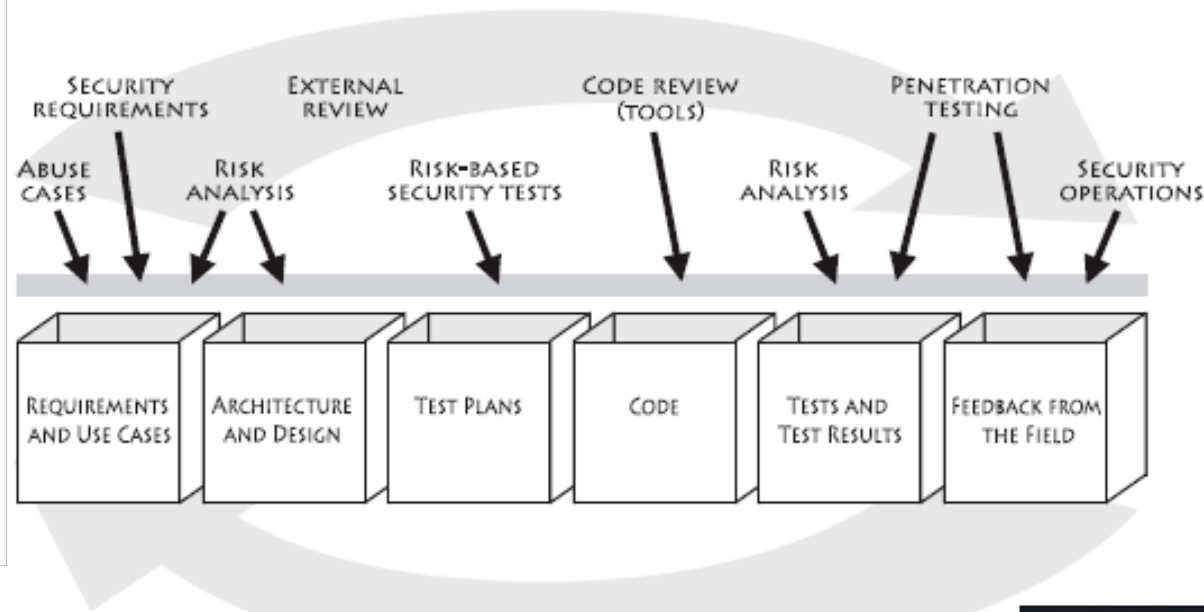 SECURITY
REQUIREMENTS
EXTERNAL
REVIEW
CODE REVIEW
(TOOLS)
PENETRATION
TESTING
ABUSE
CASES
RISK
ANALYSIS
RISK-BASED
SECURITY TESTS
RISK
ANALYSIS
SECURITY
OPERATIONS
REQUIREMENTS
AND USE CASES
ARCHITECTURE
AND DESIGN
TEST PLANS
CODE
TESTS AND
TEST RESULTS
FEEDBACK FROM
THE FIELD